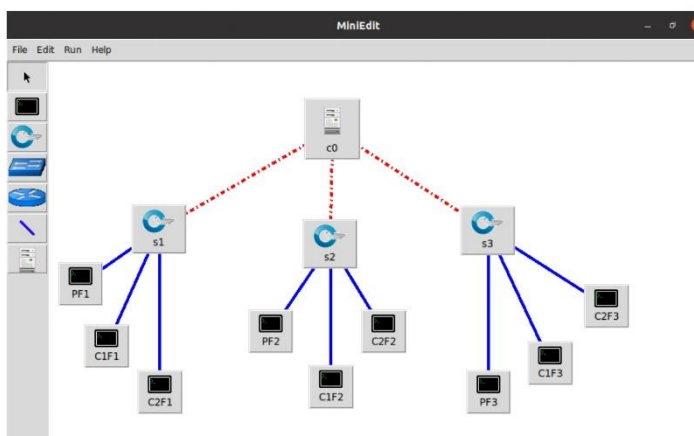 MiniEdit
File Edit Run Help
c0
s1
s2
s3
PF1
C1F1
C2F1
PF2
C1F2
C2F2
PF3
C1F3
C2F3